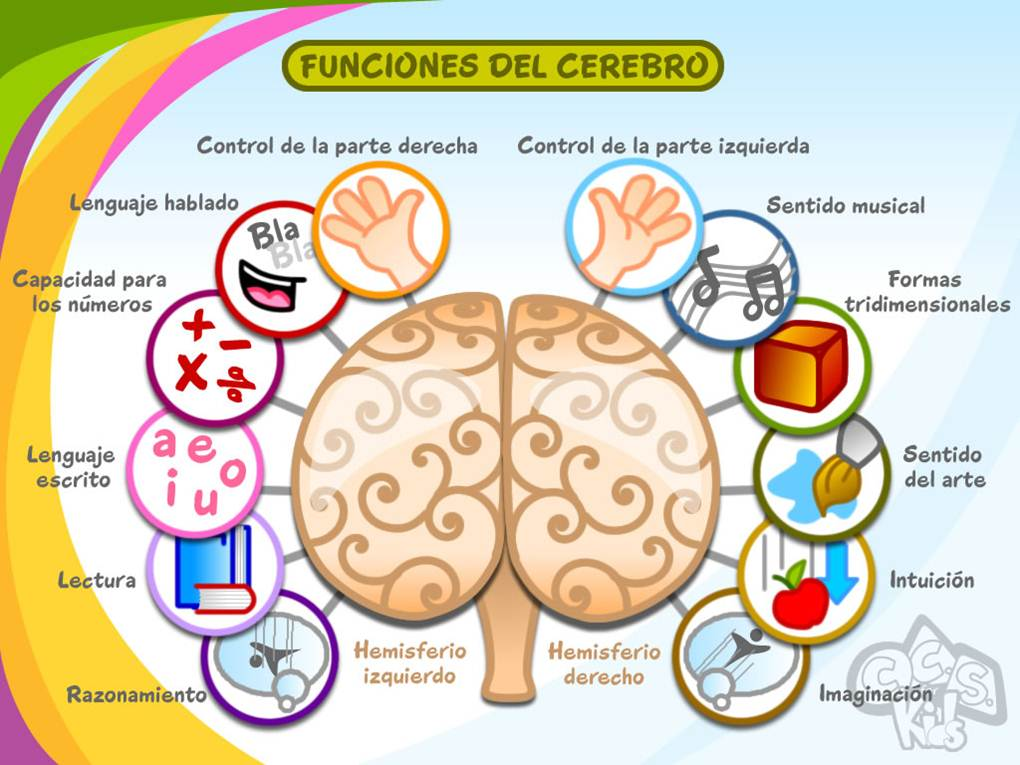 FUNCIONES DEL CEREBRO
Control de la parte derecha
Control de la parte izquierda
Lenguaje hablado
Bla
Bla
Sentido musical
Capacidad para
los números
Formas
tridimensionales
+
-
x
a e
i o
u
Lenguaje
escrito
Sentido
del arte
Lectura
Intuición
Hemisferio
izquierdo
Hemisferio
derecho
Razonamiento
Imaginación
C.C.S.
Kids